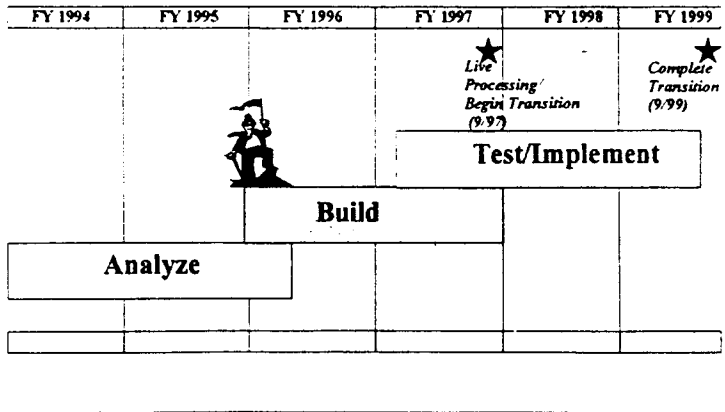 FY 1994 FY 1995 FY 1996 FY 1997 FY 1998 FY 1999
Live
Processing/
Begin Transition
(9/97)
Complete
Transition
(9/99)
Test/Implement
Build
Analyze